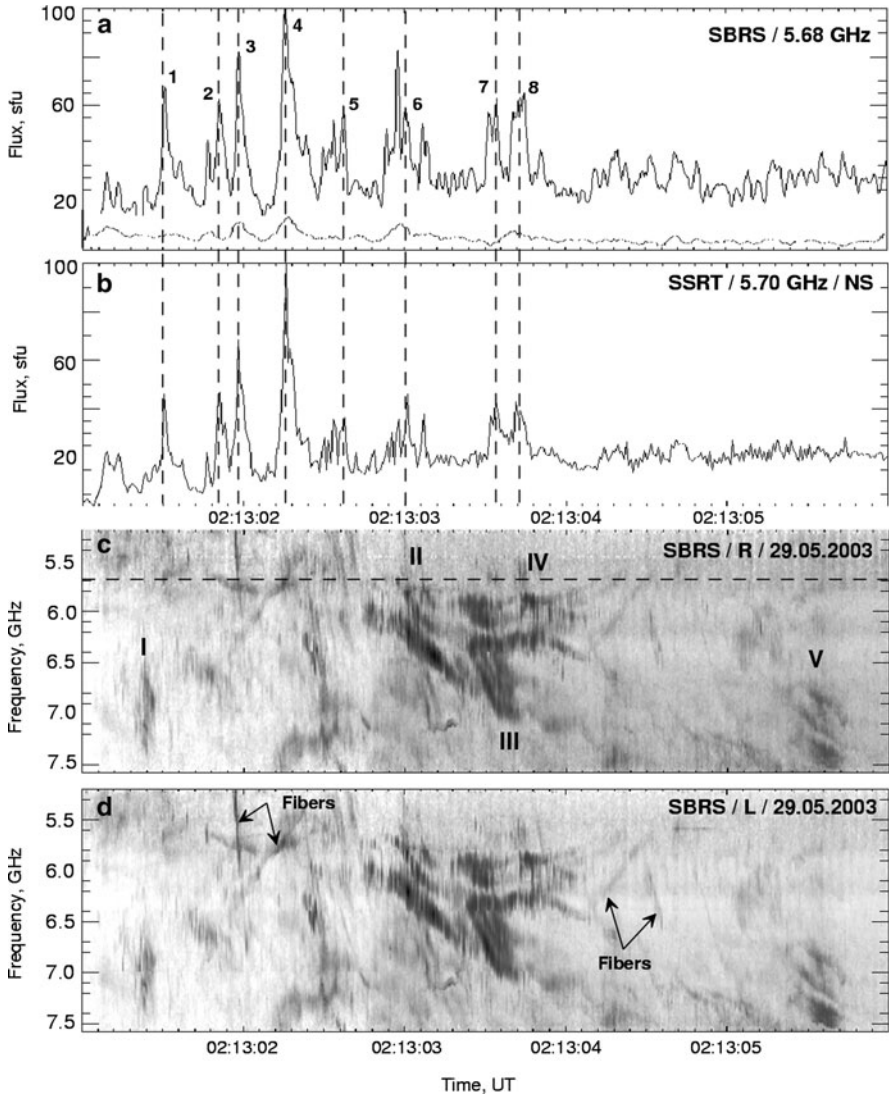 a
SBRS / 5.68 GHz
100
60
20
Flux, sfu
1
2
3
4
5
6
7
8
b
SSRT / 5.70 GHz / NS
100
60
20
Flux, sfu
02:13:02
02:13:03
02:13:04
02:13:05
c
SBRS / R / 29.05.2003
5.5
6.0
6.5
7.0
7.5
Frequency, GHz
I
II
III
IV
V
d
SBRS / L / 29.05.2003
5.5
6.0
6.5
7.0
7.5
Frequency, GHz
Fibers
Fibers
02:13:02
02:13:03
02:13:04
02:13:05
Time, UT